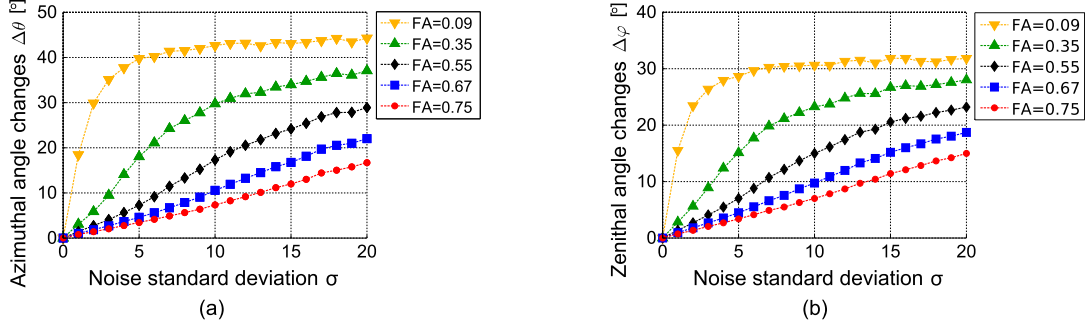 Azimuthal angle changes Δθ [°]
50
40
30
20
10
0
0 5 10 15 20
Noise standard deviation σ
FA=0.09
FA=0.35
FA=0.55
FA=0.67
FA=0.75
(a)
Zenithal angle changes Δφ [°]
40
30
20
10
0
0 5 10 15 20
Noise standard deviation σ
FA=0.09
FA=0.35
FA=0.55
FA=0.67
FA=0.75
(b)